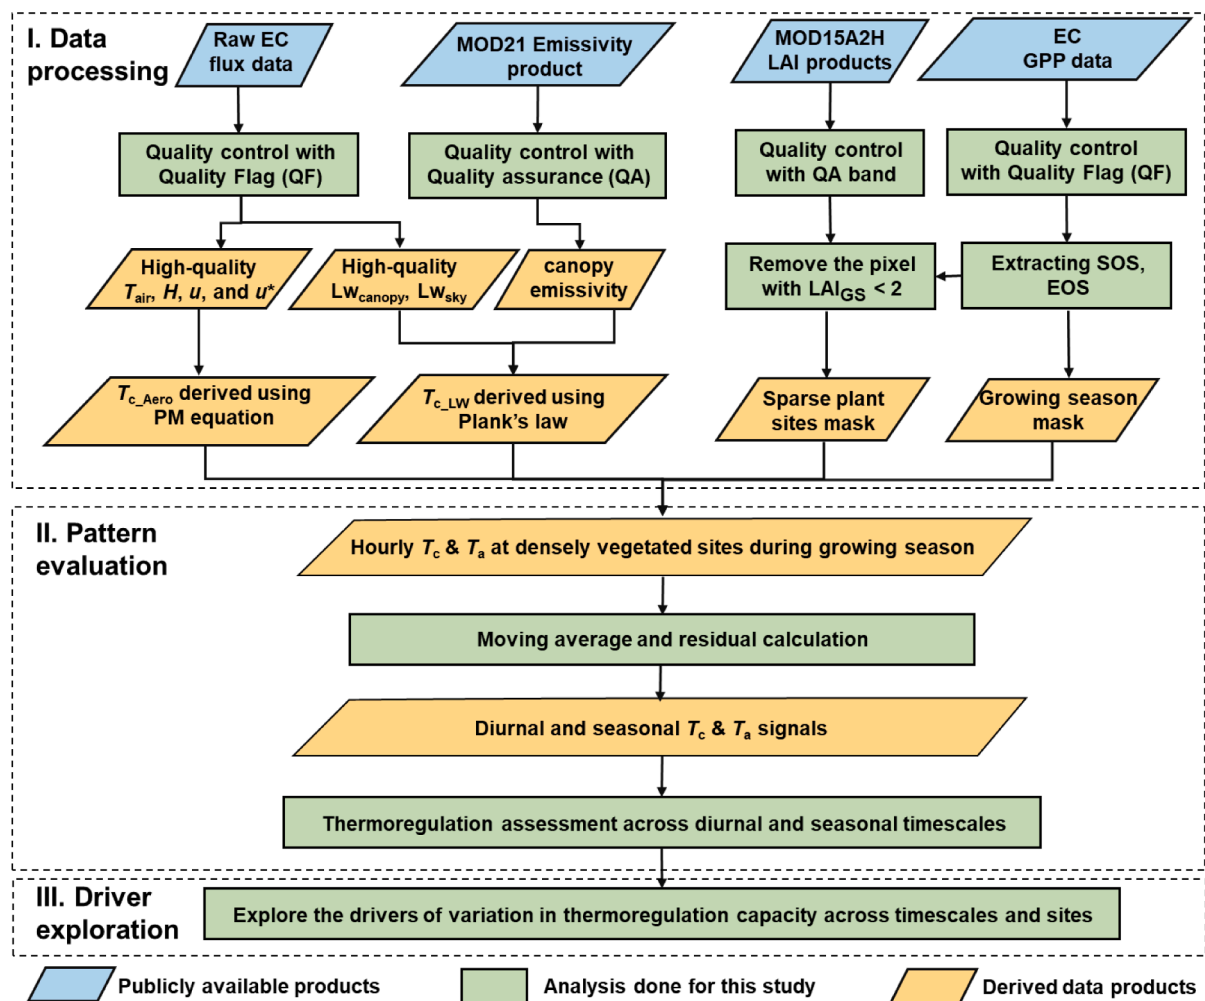 I. Data
processing
Raw EC
flux data
MOD21 Emissivity
product
MOD15A2H
LAI products
EC
GPP data
Quality control with
Quality Flag (QF)
Quality control with
Quality assurance (QA)
Quality control
with QA band
Quality control
with Quality Flag (QF)
High-quality
Tair, H, u, and u*
High-quality
Lwcanopy, Lwsky
canopy
emissivity
Remove the pixel
with LAIGS < 2
Extracting SOS,
EOS
Tc_Aero derived using
PM equation
Tc_LW derived using
Plank's law
Sparse plant
sites mask
Growing season
mask
II. Pattern
evaluation
Hourly Tc & Ta at densely vegetated sites during growing season
Moving average and residual calculation
Diurnal and seasonal Tc & Ta signals
Thermoregulation assessment across diurnal and seasonal timescales
III. Driver
exploration
Explore the drivers of variation in thermoregulation capacity across timescales and sites
Publicly available products
Analysis done for this study
Derived data products